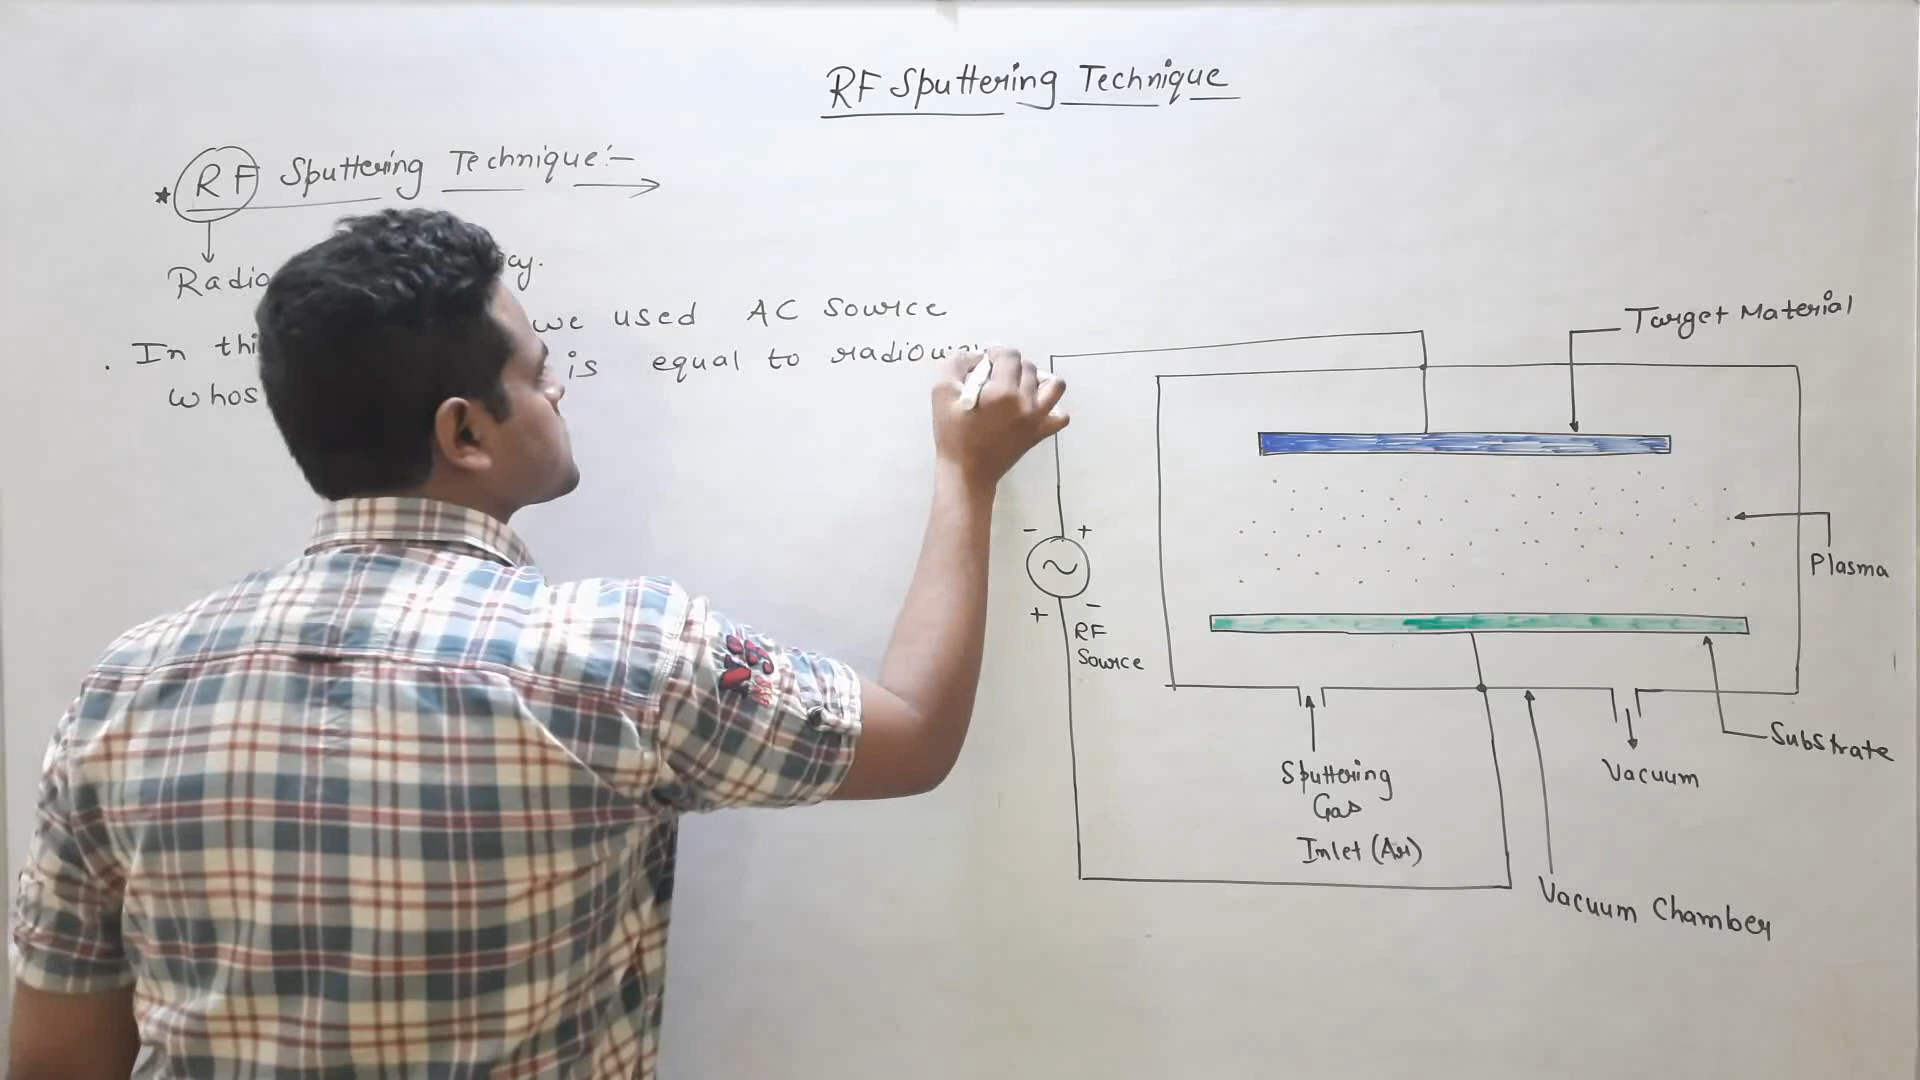 RF Sputtering Technique
* RF Sputtering Technique:-
Radio
In thi we used AC Source
whos is equal to radiow
Target Material
- +
+ -
RF
Source
Plasma
Substrate
Sputtering
Gas
Inlet (Ar)
Vacuum
Vacuum Chamber